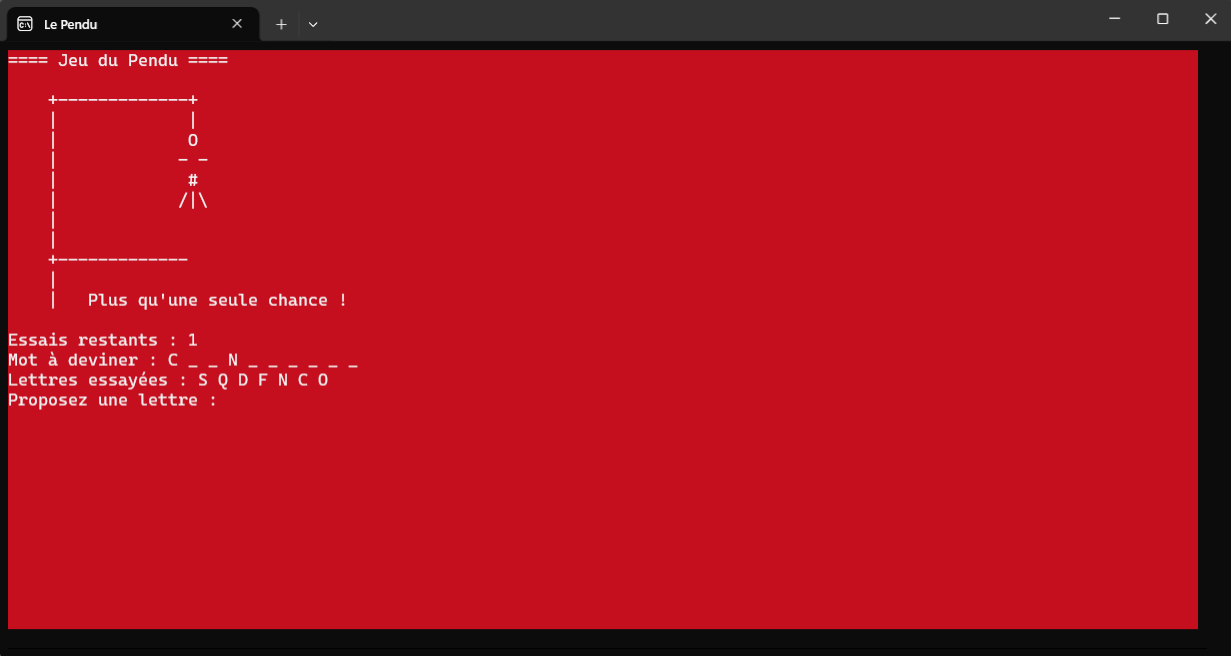 Le Pendu
==== Jeu du Pendu ====
+-------------+
|             |
|             O
|            - -
|             #
|            /|\
|
|
+-------------
|
|   Plus qu'une seule chance !
Essais restants : 1
Mot à deviner : C _ _ N _ _ _ _ _ _
Lettres essayées : S Q D F N C O
Proposez une lettre :